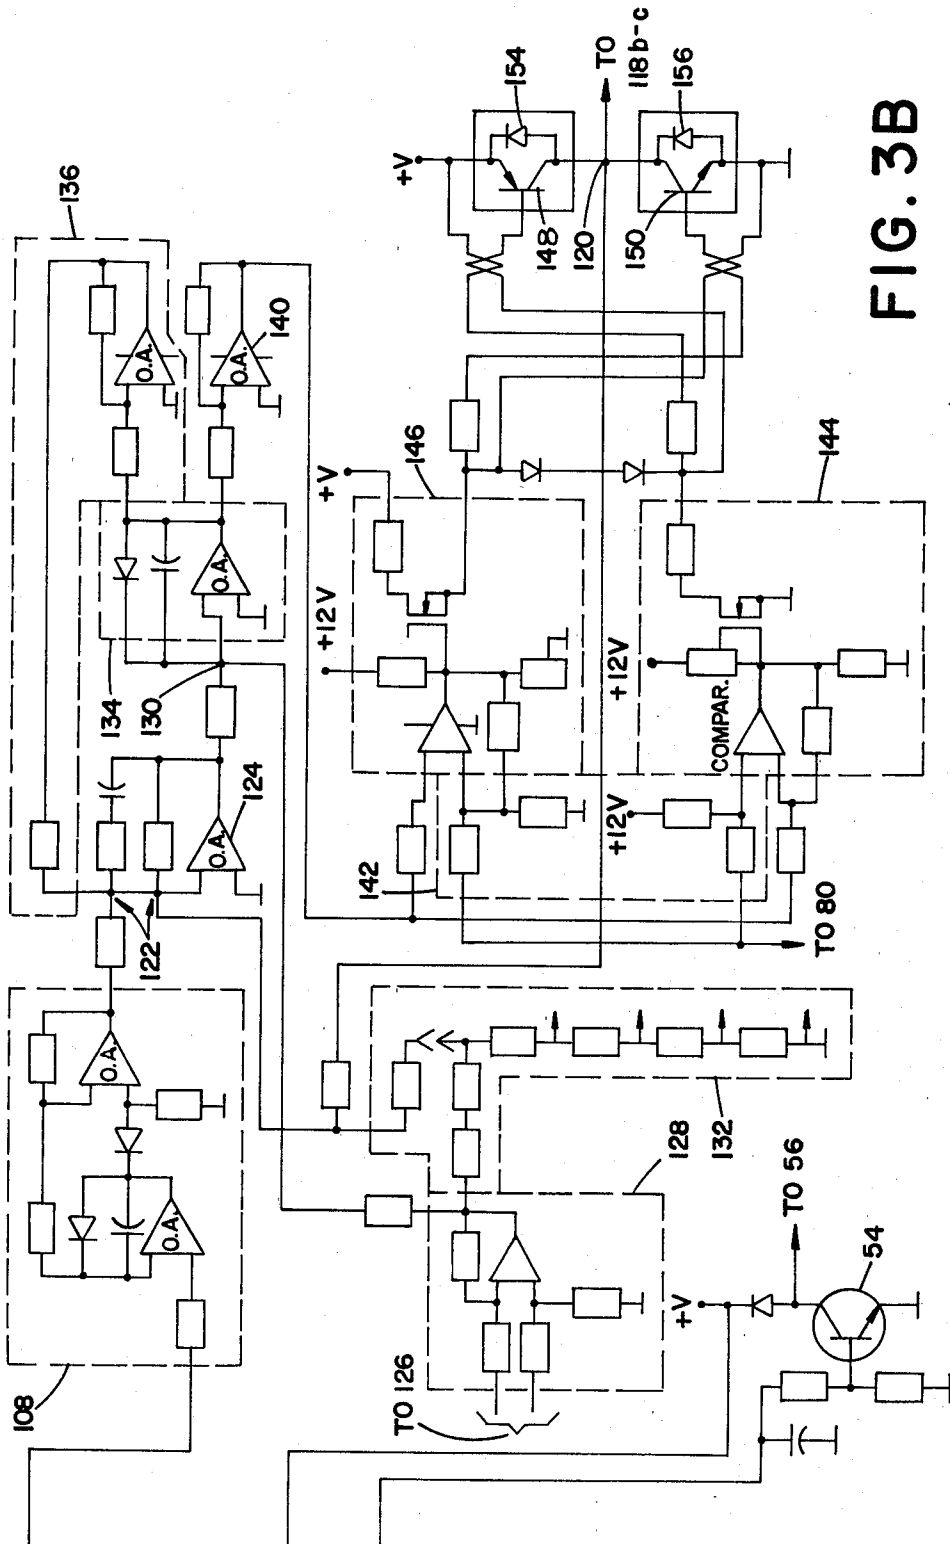 108
136
O.A.
134
O.A.
122
130
O.A.
O.A.
O.A.
O.A.
124
140
+12V
+V
142
TO 126
+V
146
154
148
120
TO
118b-c
+12V
+12V
150
128
+V
156
COMPAR.
132
TO 56
TO 80
144
54
FIG. 3B